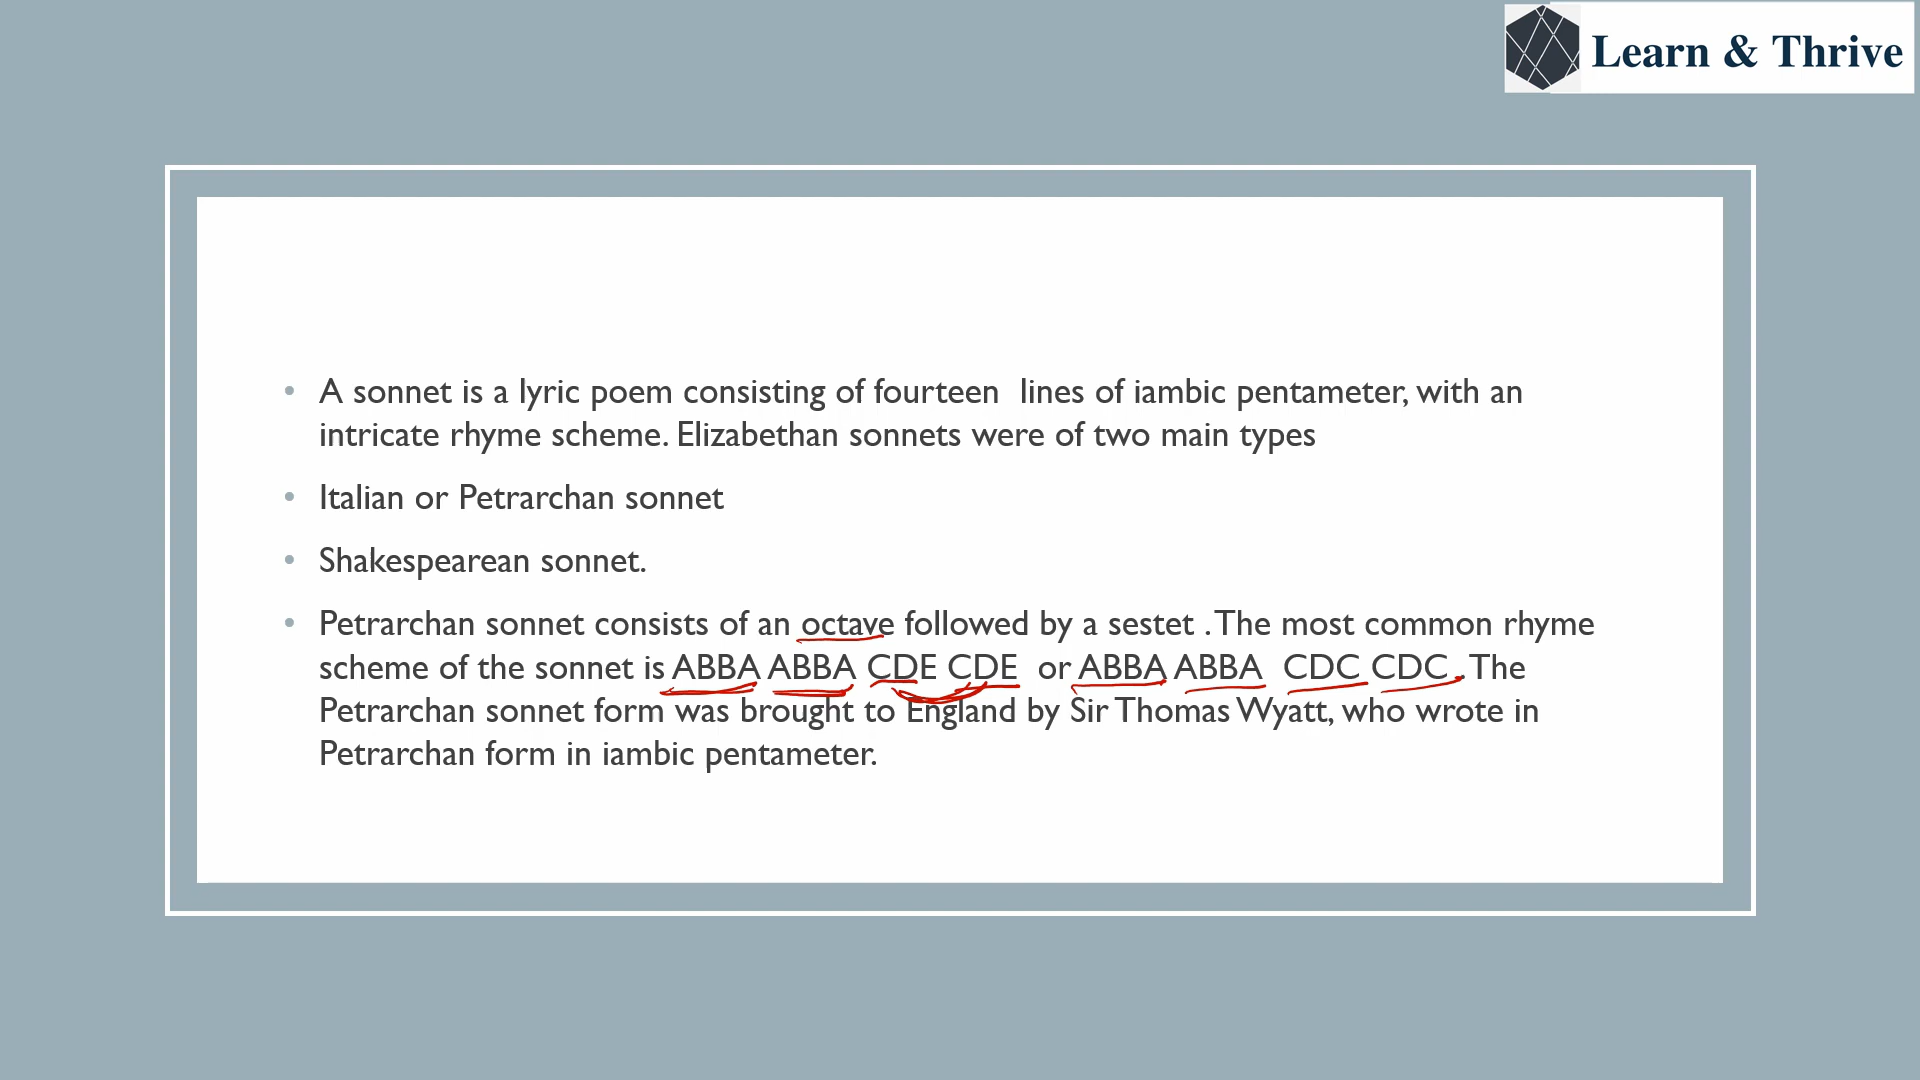 Learn & Thrive
• A sonnet is a lyric poem consisting of fourteen lines of iambic pentameter, with an
intricate rhyme scheme. Elizabethan sonnets were of two main types
• Italian or Petrarchan sonnet
• Shakespearean sonnet.
• Petrarchan sonnet consists of an octave followed by a sestet . The most common rhyme
scheme of the sonnet is ABBA ABBA CDE CDE or ABBA ABBA CDC CDC . The
Petrarchan sonnet form was brought to England by Sir Thomas Wyatt, who wrote in
Petrarchan form in iambic pentameter.